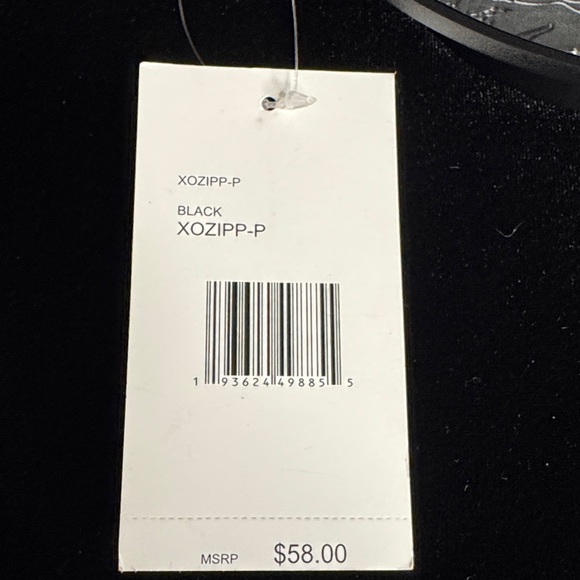 XOZIPP-P
BLACK
XOZIPP-P
1 93624 49885 5
MSRP $58.00